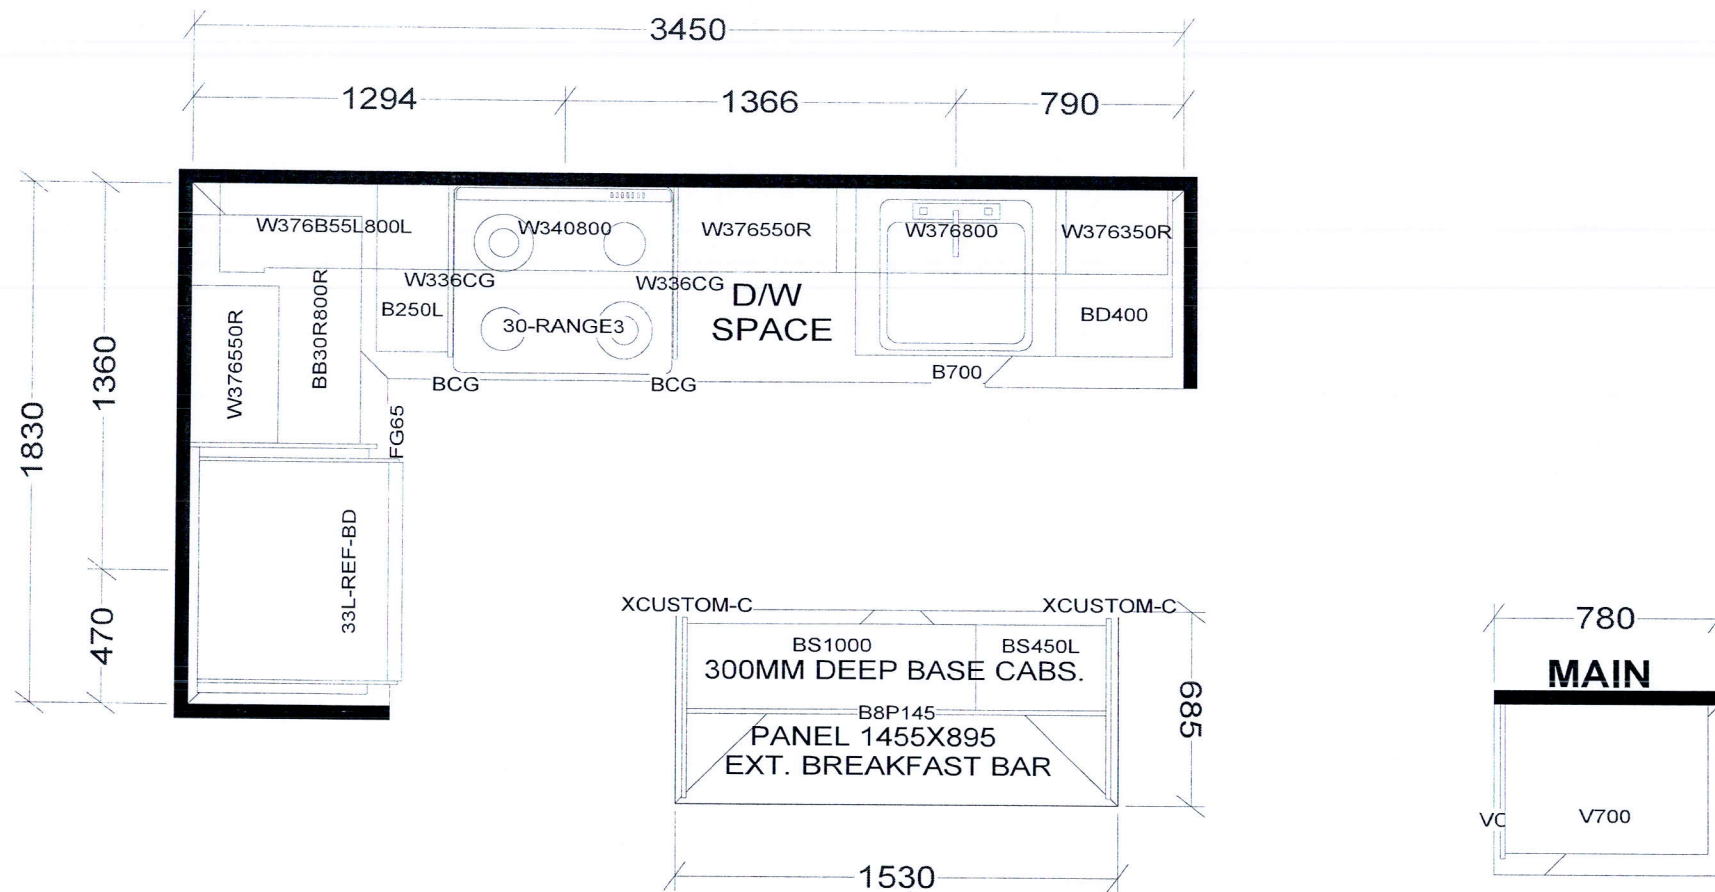 3450
1294
1366
790
W376B55L800L
W340800
W376550R
W376800
W376350R
W336CG
W336CG
D/W
SPACE
B250L
30-RANGE3
BD400
BB30R800R
W376550R
1360
1830
BCG
BCG
B700
FG65
33L-REF-BD
470
XCUSTOM-C
XCUSTOM-C
BS1000
BS450L
300MM DEEP BASE CABS.
B8P145
PANEL 1455X895
EXT. BREAKFAST BAR
685
1530
780
MAIN
VC
V700